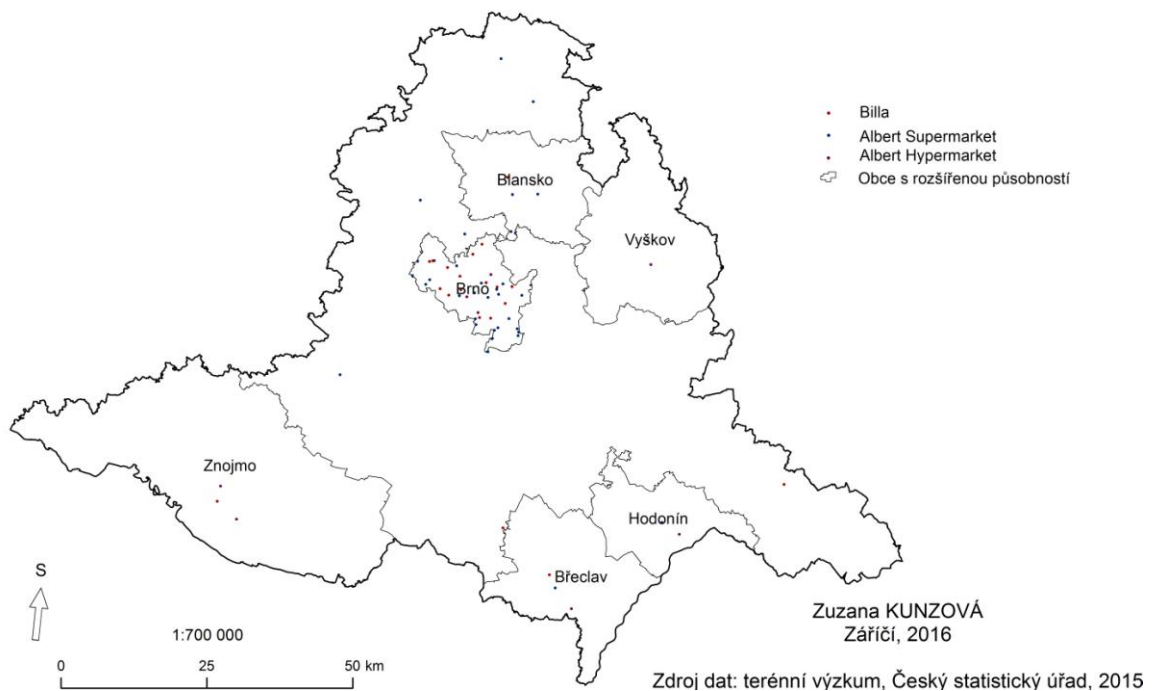 Billa
Albert Supermarket
Albert Hypermarket
Obce s rozšířenou působností
Blansko
Vyškov
Brno
Znojmo
Hodonín
Břeclav
S
1:700 000
0 25 50 km
Zuzana KUNZOVÁ
Záříčí, 2016
Zdroj dat: terénní výzkum, Český statistický úřad, 2015